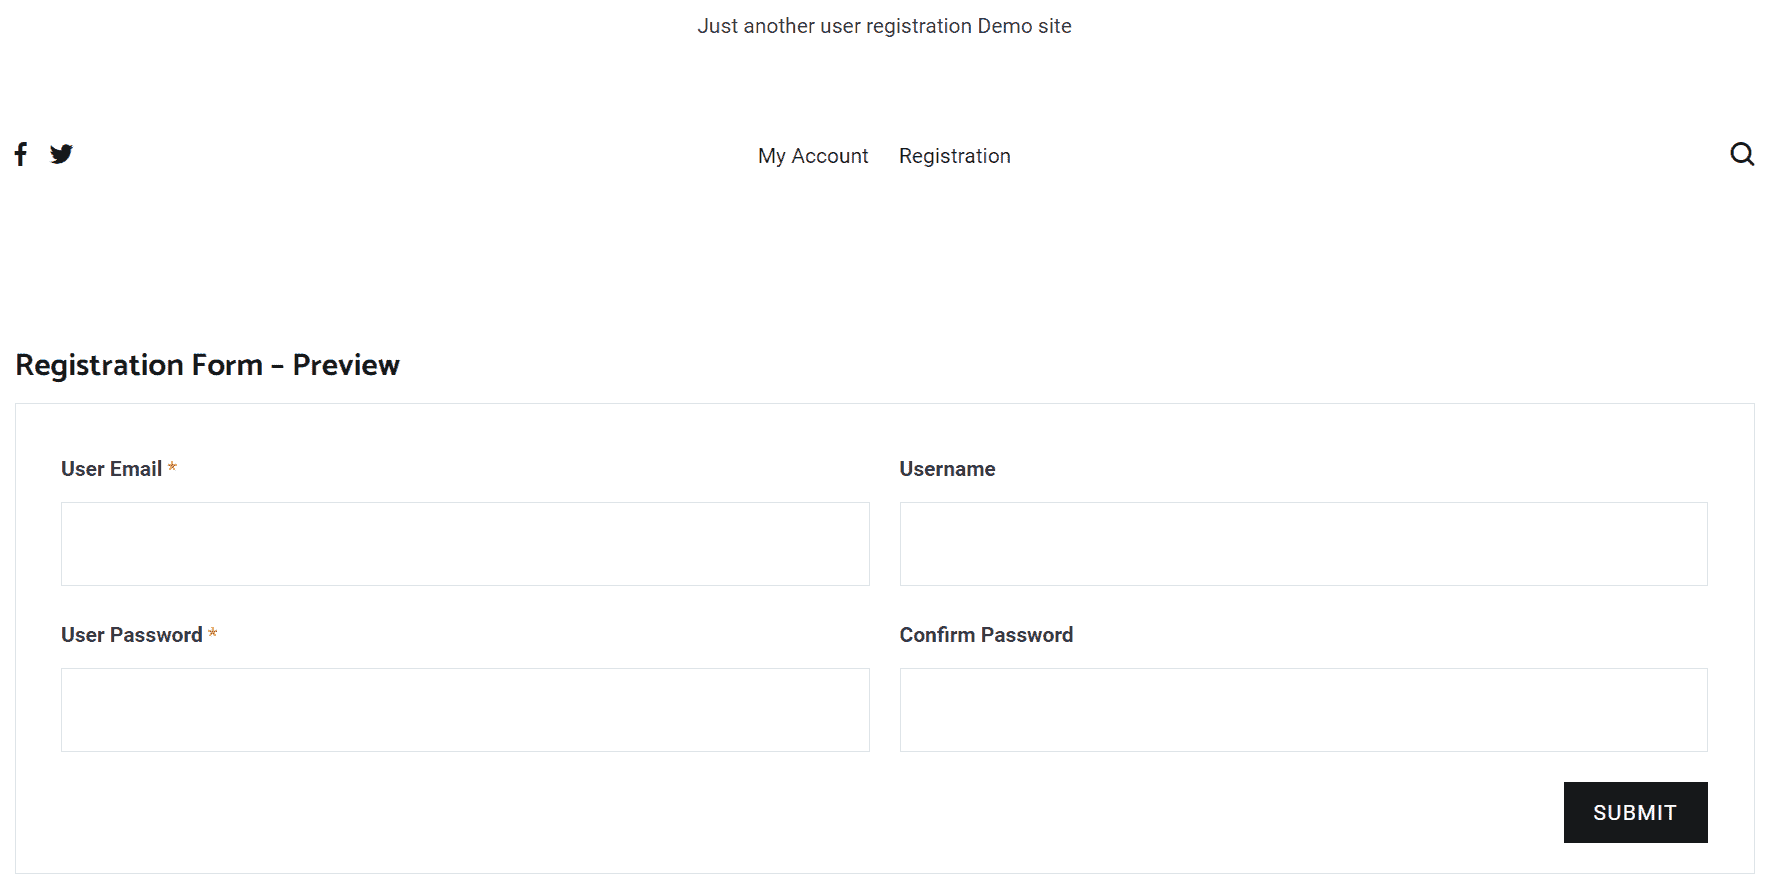 Just another user registration Demo site
My Account Registration
Registration Form – Preview
User Email * Username
User Password * Confirm Password
SUBMIT